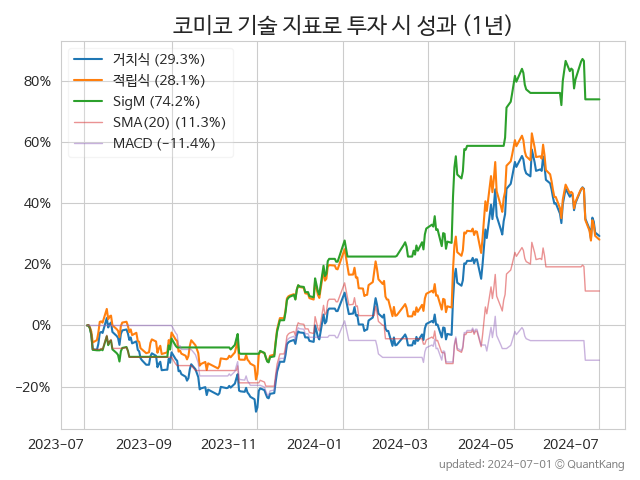 코미코 기술 지표로 투자 시 성과 (1년)
거치식 (29.3%)
적립식 (28.1%)
SigM (74.2%)
SMA(20) (11.3%)
MACD (−11.4%)
80%
60%
40%
20%
0%
−20%
2023-07 2023-09 2023-11 2024-01 2024-03 2024-05 2024-07
updated: 2024-07-01 © QuantKang